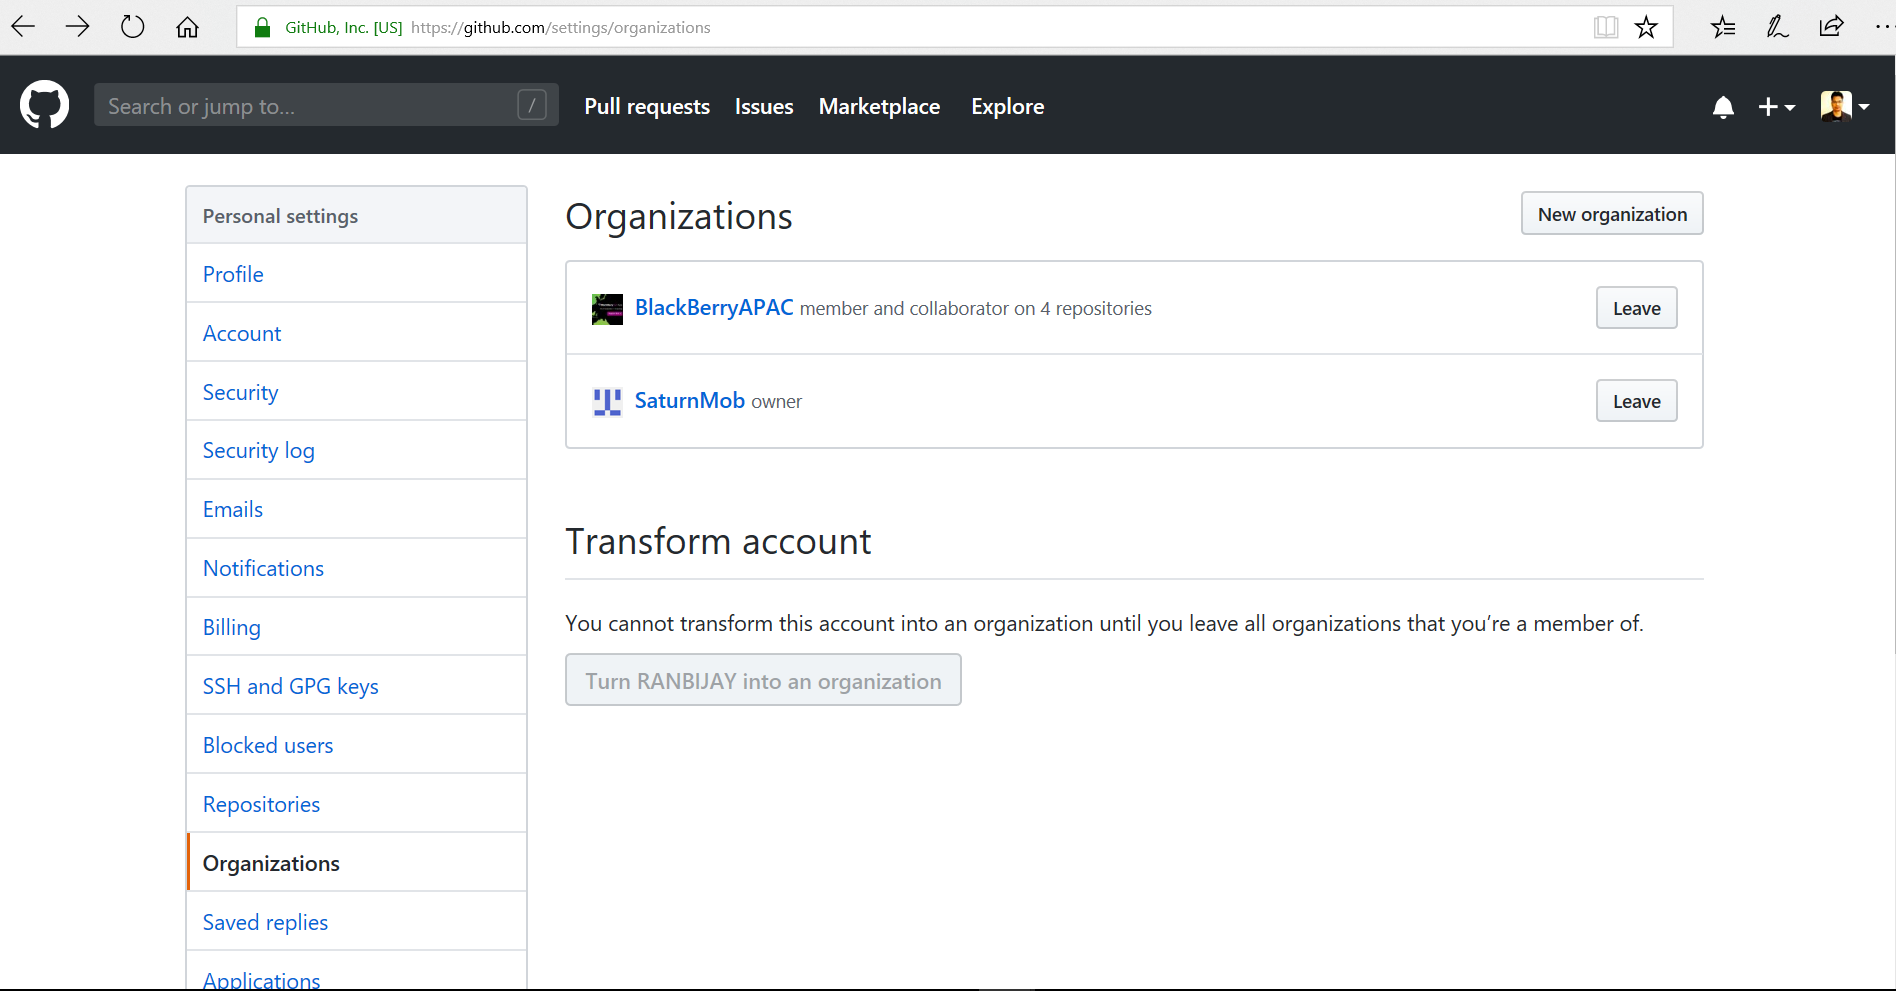 GitHub, Inc. [US] https://github.com/settings/organizations
Search or jump to... /
Pull requests Issues Marketplace Explore
Personal settings
Profile
Account
Security
Security log
Emails
Notifications
Billing
SSH and GPG keys
Blocked users
Repositories
Organizations
Saved replies
Applications
Organizations
New organization
BlackBerryAPAC member and collaborator on 4 repositories
Leave
SaturnMob owner
Leave
Transform account
You cannot transform this account into an organization until you leave all organizations that you’re a member of.
Turn RANBIJAY into an organization